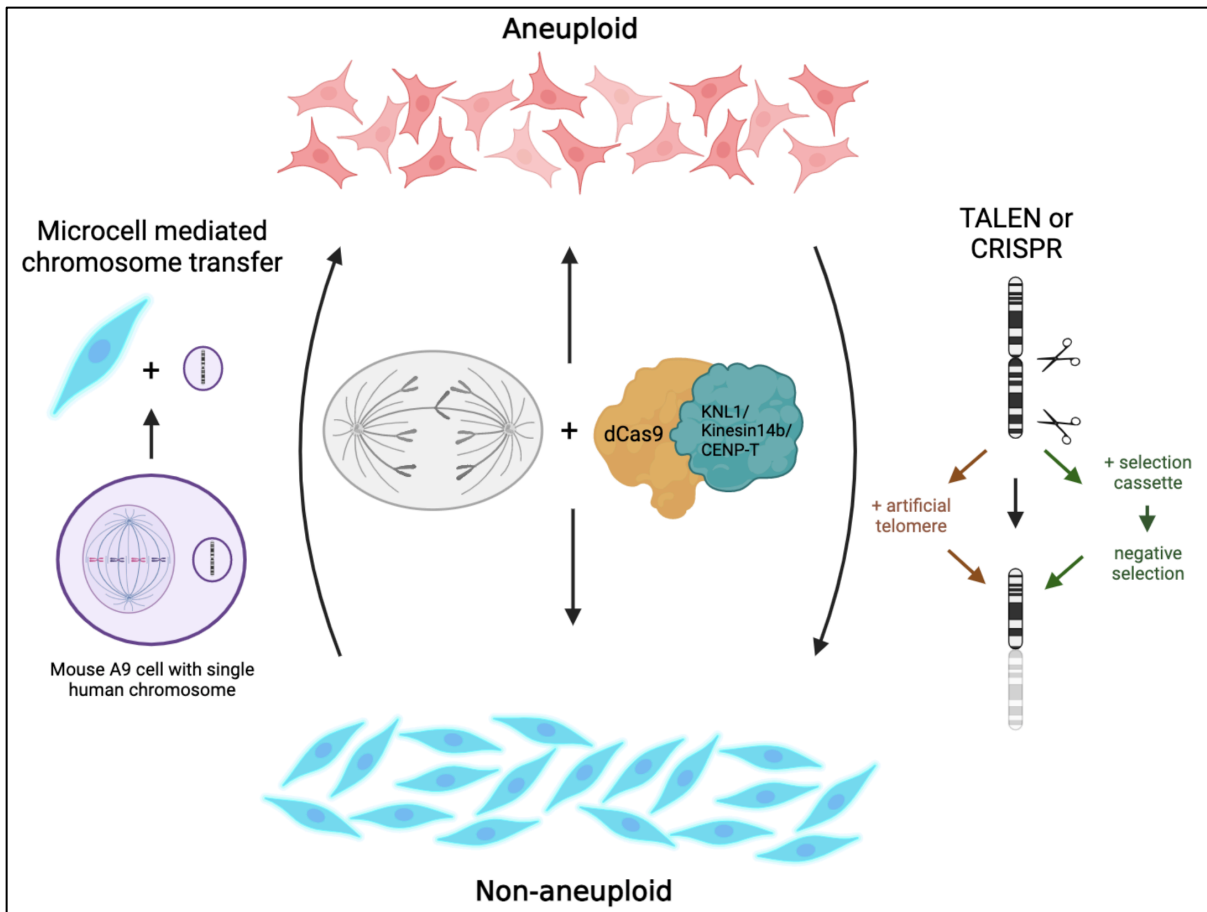 Aneuploid
Microcell mediated
chromosome transfer
+
Mouse A9 cell with single
human chromosome
+
dCas9
KNL1/
Kinesin14b/
CENP-T
TALEN or
CRISPR
+ artificial
telomere
+ selection
cassette
negative
selection
Non-aneuploid